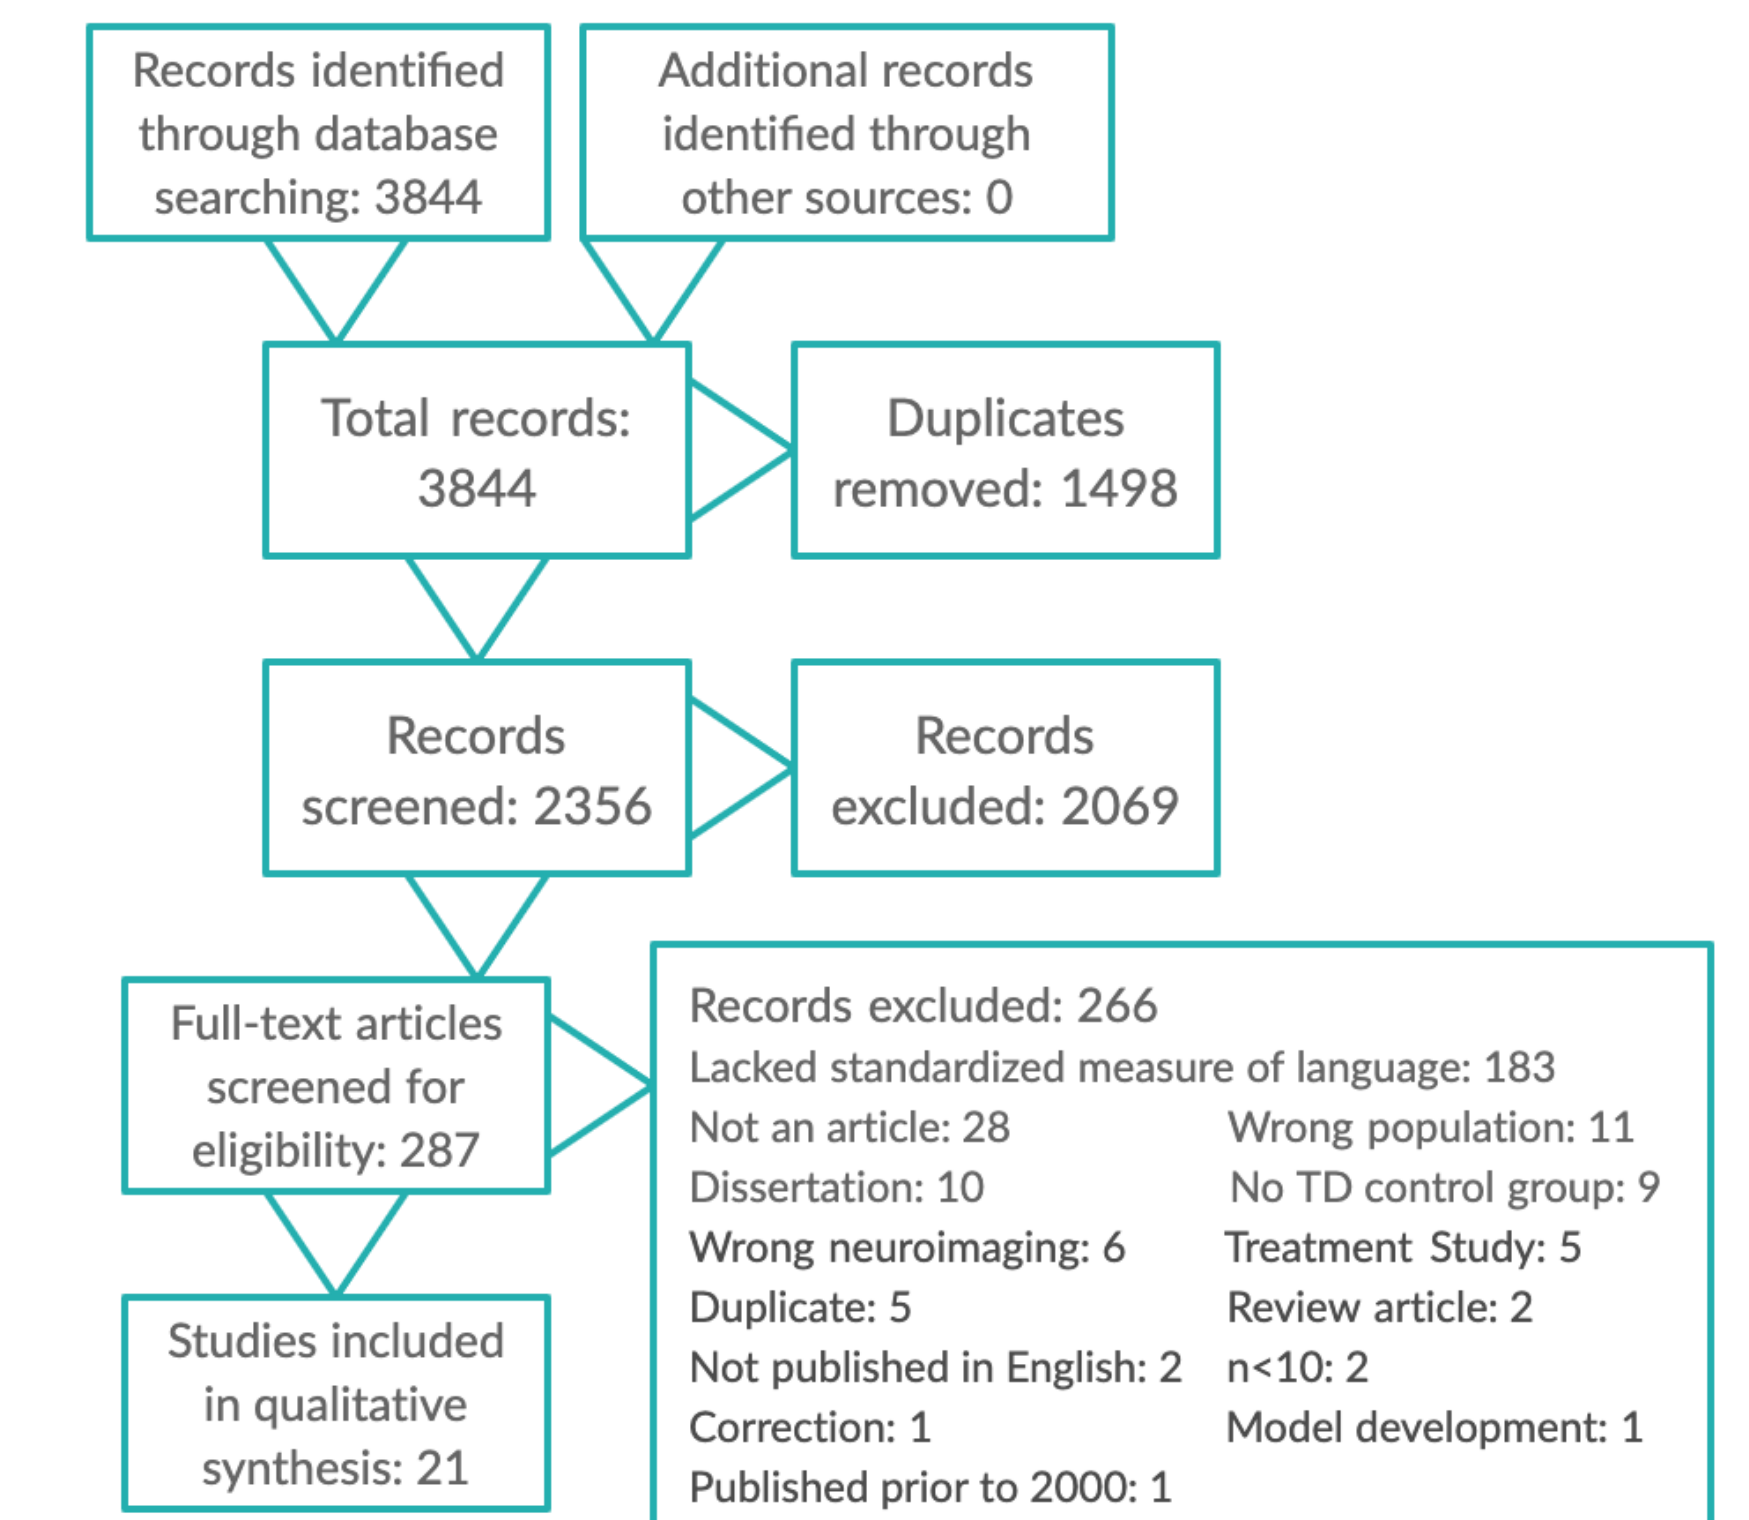 Records identified
through database
searching: 3844
Additional records
identified through
other sources: 0
Total records:
3844
Duplicates
removed: 1498
Records
screened: 2356
Records
excluded: 2069
Full-text articles
screened for
eligibility: 287
Records excluded: 266
Lacked standardized measure of language: 183
Not an article: 28 Wrong population: 11
Dissertation: 10 No TD control group: 9
Wrong neuroimaging: 6 Treatment Study: 5
Duplicate: 5 Review article: 2
Not published in English: 2 n<10: 2
Correction: 1 Model development: 1
Published prior to 2000: 1
Studies included
in qualitative
synthesis: 21